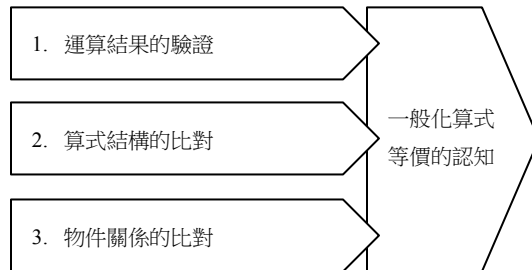 1. 運算結果的驗證
2. 算式結構的比對
3. 物件關係的比對
一般化算式
等價的認知